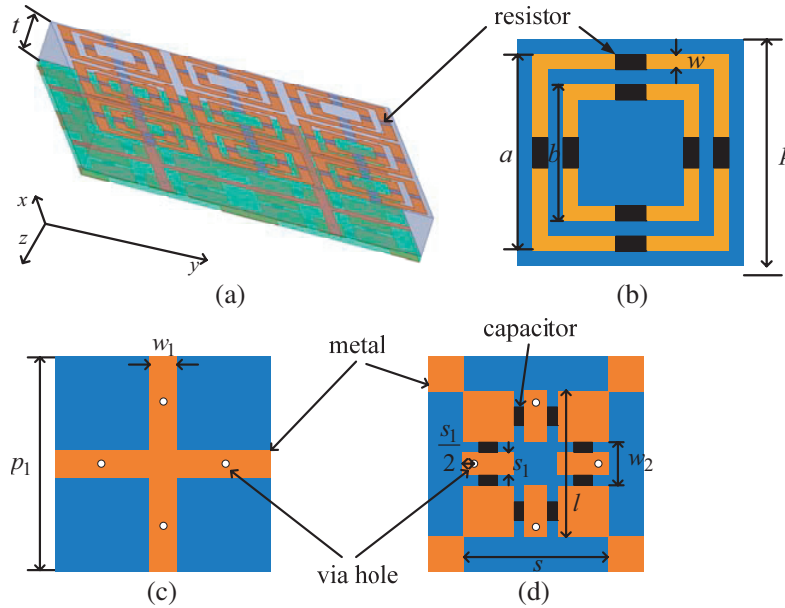 t
resistor
x
z
y
a
b
w
(a)
(b)
w₁
metal
capacitor
p₁
s₁/2
s₁
w₂
l
s
via hole
(c)
(d)